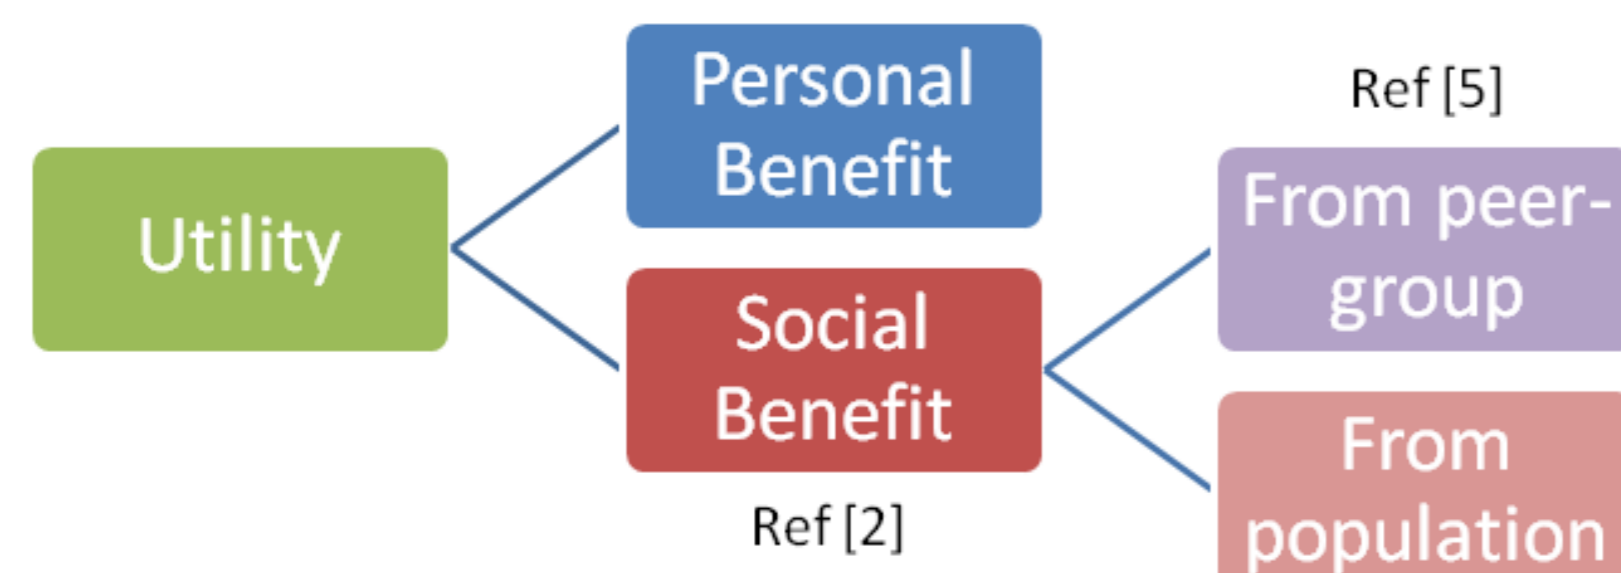 Utility
Personal
Benefit
Social
Benefit
Ref [2]
Ref [5]
From peer-
group
From
population